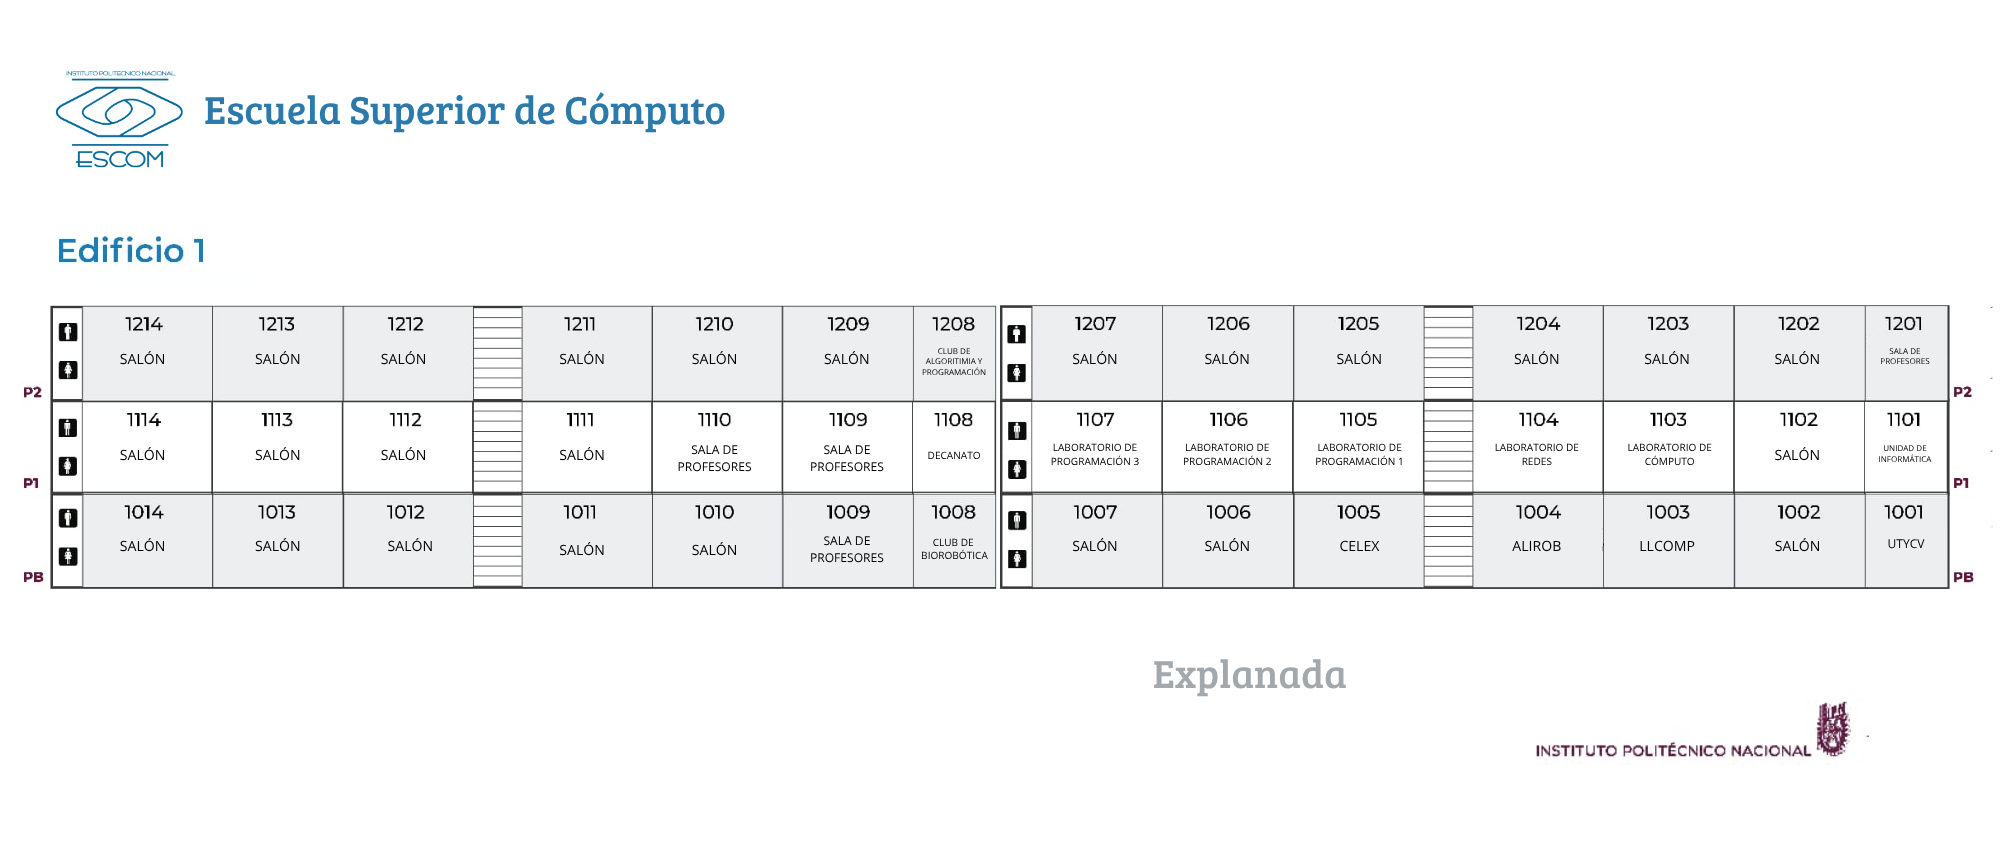 INSTITUTO POLITECNICO NACIONAL
ESCOM
Escuela Superior de Cómputo
Edificio 1
1214 1213 1212 1211 1210 1209 1208 1207 1206 1205 1204 1203 1202 1201
SALÓN SALÓN SALÓN SALÓN SALÓN SALÓN CLUB DE ALGORITIMIA Y PROGRAMACIÓN SALÓN SALÓN SALÓN SALÓN SALÓN SALÓN SALA DE PROFESORES
P2 P2
1114 1113 1112 1111 1110 1109 1108 1107 1106 1105 1104 1103 1102 1101
SALÓN SALÓN SALÓN SALÓN SALA DE PROFESORES SALA DE PROFESORES DECANATO LABORATORIO DE PROGRAMACIÓN 3 LABORATORIO DE PROGRAMACIÓN 2 LABORATORIO DE PROGRAMACIÓN 1 LABORATORIO DE REDES LABORATORIO DE CÓMPUTO SALÓN UNIDAD DE INFORMÁTICA
P1 P1
1014 1013 1012 1011 1010 1009 1008 1007 1006 1005 1004 1003 1002 1001
SALÓN SALÓN SALÓN SALÓN SALÓN SALA DE PROFESORES CLUB DE BIOROBÓTICA SALÓN SALÓN CELEX ALIROB LLCOMP SALÓN UTYCV
PB PB
Explanada
INSTITUTO POLITÉCNICO NACIONAL